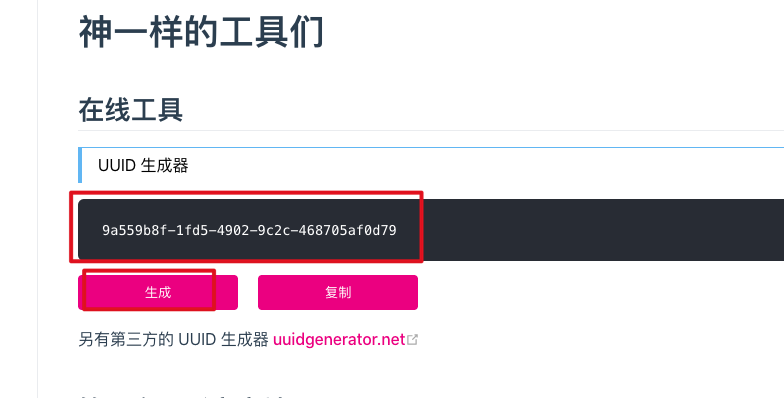 神一样的工具们
在线工具
UUID 生成器
9a559b8f-1fd5-4902-9c2c-468705af0d79
生成
复制
另有第三方的 UUID 生成器 uuidgenerator.net